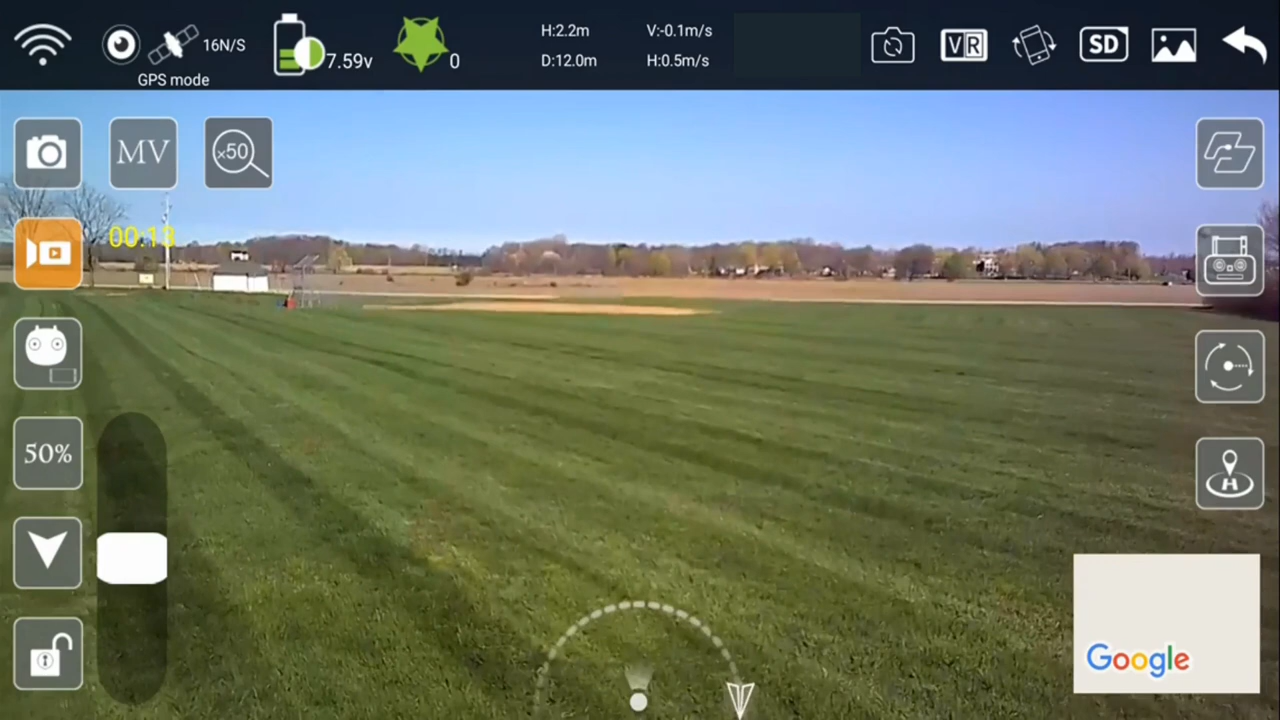 16N/S
GPS mode
7.59v
0
H:2.2m
V:-0.1m/s
D:12.0m
H:0.5m/s
VR
SD
MV
x50
00:13
50%
H
Google